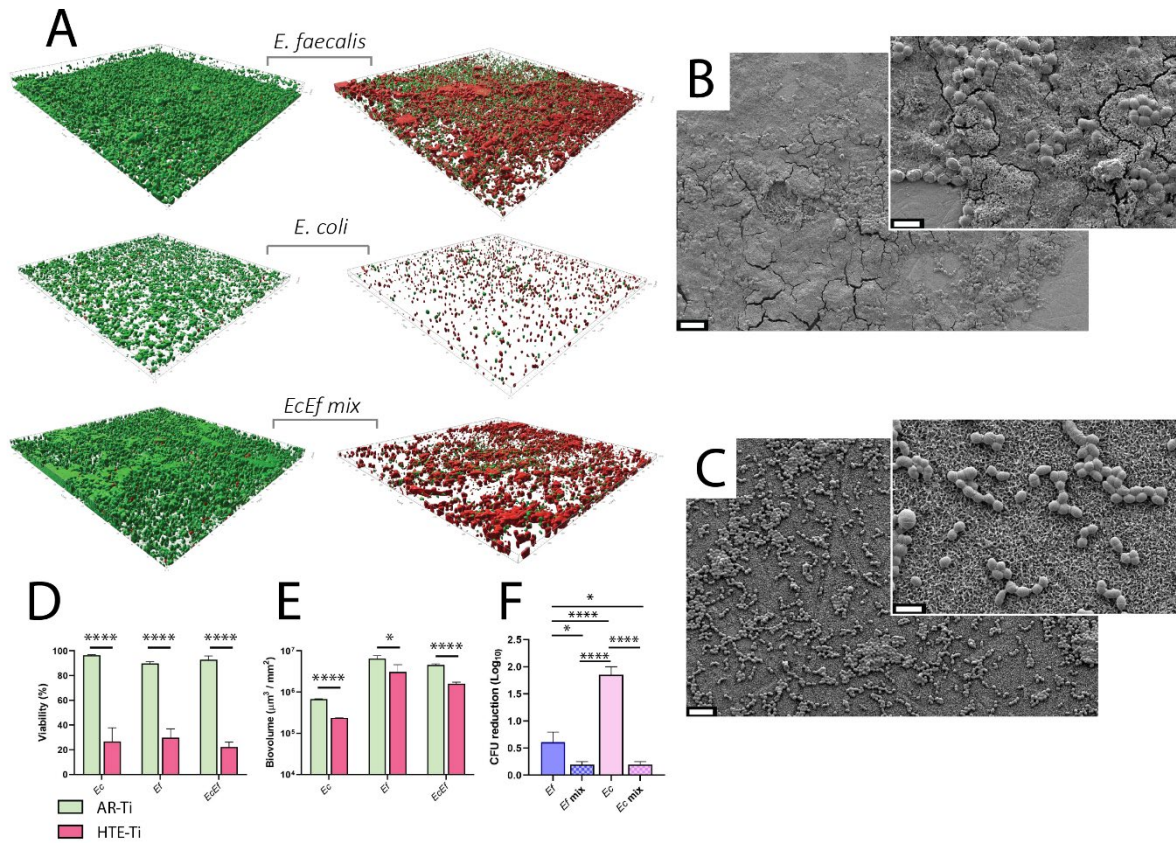 A
E. faecalis
E. coli
EcEf mix
B
C
D
****
****
****
Viability (%)
100
80
60
40
20
0
Ec
Ef
EcEf
E
****
*
****
Biovolume (μm³ / mm²)
10⁷
10⁶
10⁵
10⁴
Ec
Ef
EcEf
F
*
****
*
****
****
CFU reduction (Log₁₀)
2.5
2.0
1.5
1.0
0.5
0.0
Ef
Ef mix
Ec
Ec mix
AR-Ti
HTE-Ti